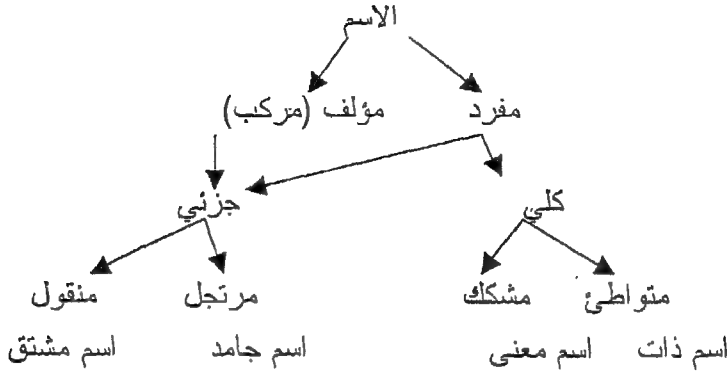 الاسم
مفرد مؤلف (مركب)
كلي جزئي
متواطئ مشكك مرتجل منقول
اسم ذات اسم معنى اسم جامد اسم مشتق